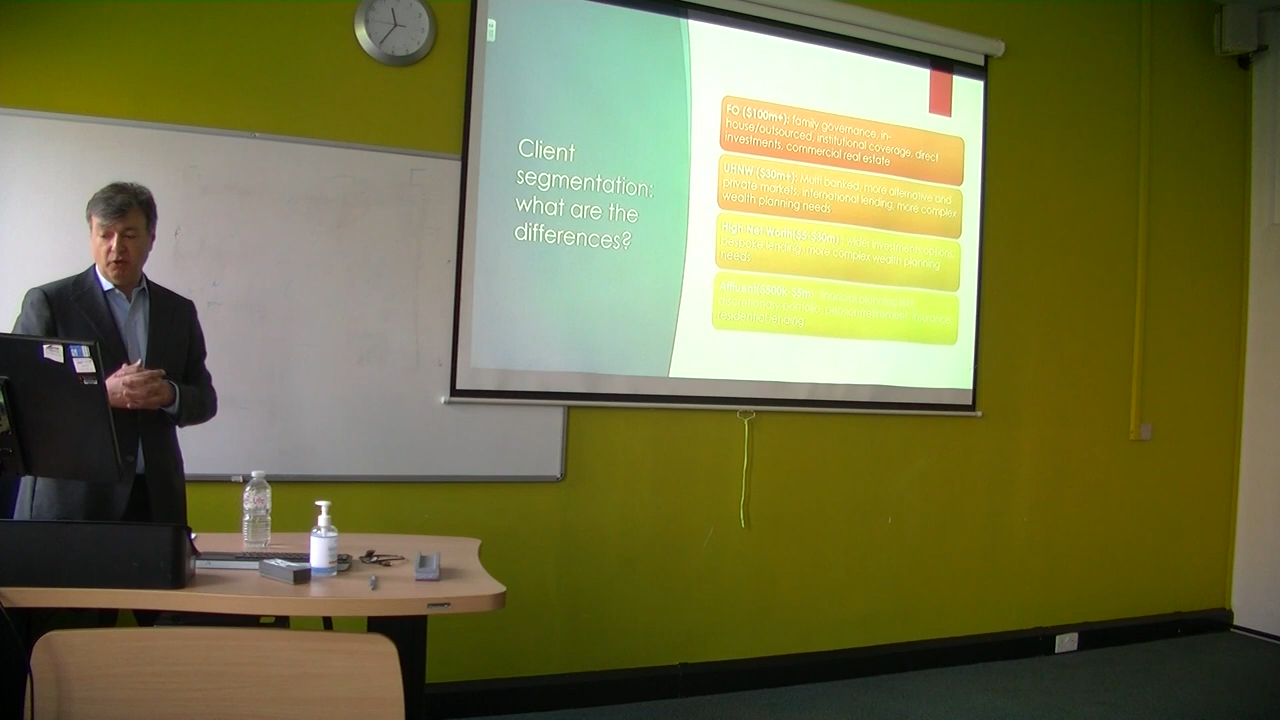 Client
segmentation:
what are the
differences?
FO ($100m+): family governance, in-
house/outsourced, institutional coverage, direct
investments, commercial real estate
UHNW ($30m+): Multi banked, more alternative and
private markets, international lending, more complex
wealth planning needs
High Net Worth($5-$30m): wider investment options,
bespoke lending, more complex wealth planning
needs
Affluent($500k-$5m:
discretionary portfolio,
residential lending